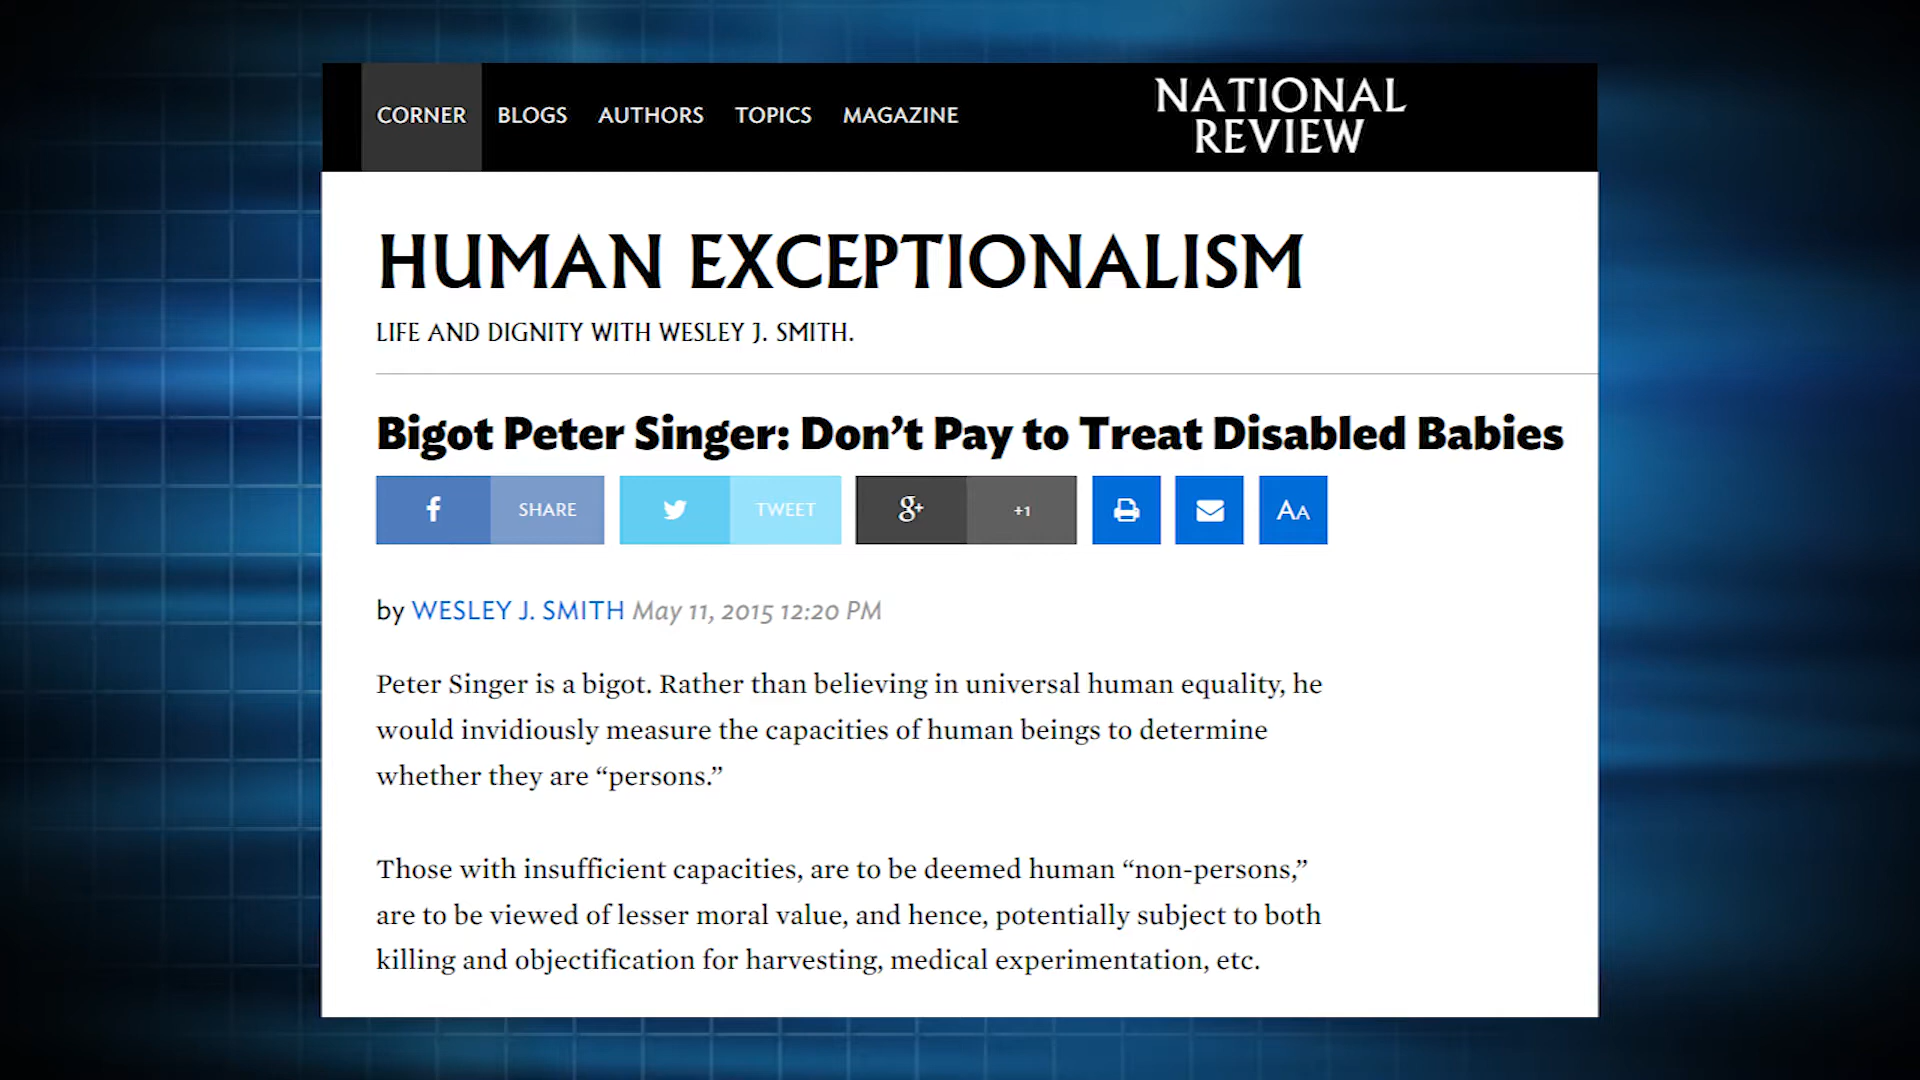 CORNER BLOGS AUTHORS TOPICS MAGAZINE
NATIONAL
REVIEW
HUMAN EXCEPTIONALISM
LIFE AND DIGNITY WITH WESLEY J. SMITH.
Bigot Peter Singer: Don’t Pay to Treat Disabled Babies
f SHARE TWEET g+ +1 AA
by WESLEY J. SMITH May 11, 2015 12:20 PM
Peter Singer is a bigot. Rather than believing in universal human equality, he
would invidiously measure the capacities of human beings to determine
whether they are “persons.”
Those with insufficient capacities, are to be deemed human “non-persons,”
are to be viewed of lesser moral value, and hence, potentially subject to both
killing and objectification for harvesting, medical experimentation, etc.